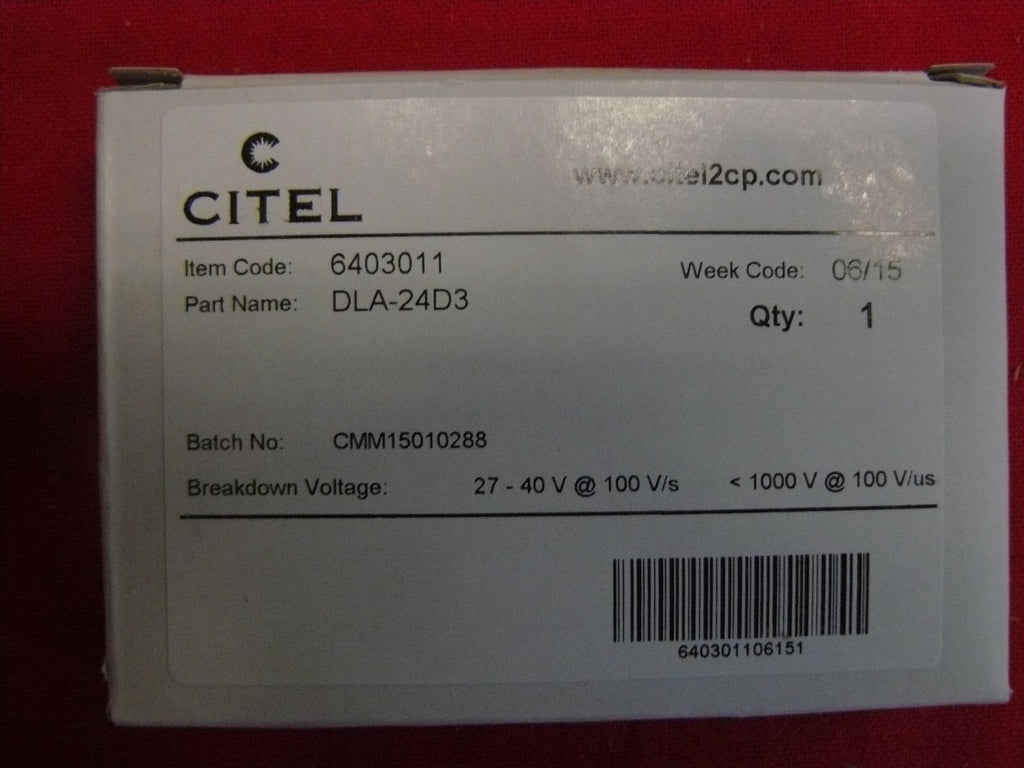 CITEL
www.citel2cp.com
Item Code: 6403011
Week Code: 06/15
Part Name: DLA-24D3
Qty: 1
Batch No: CMM15010288
Breakdown Voltage: 27 - 40 V @ 100 V/s < 1000 V @ 100 V/us
640301106151